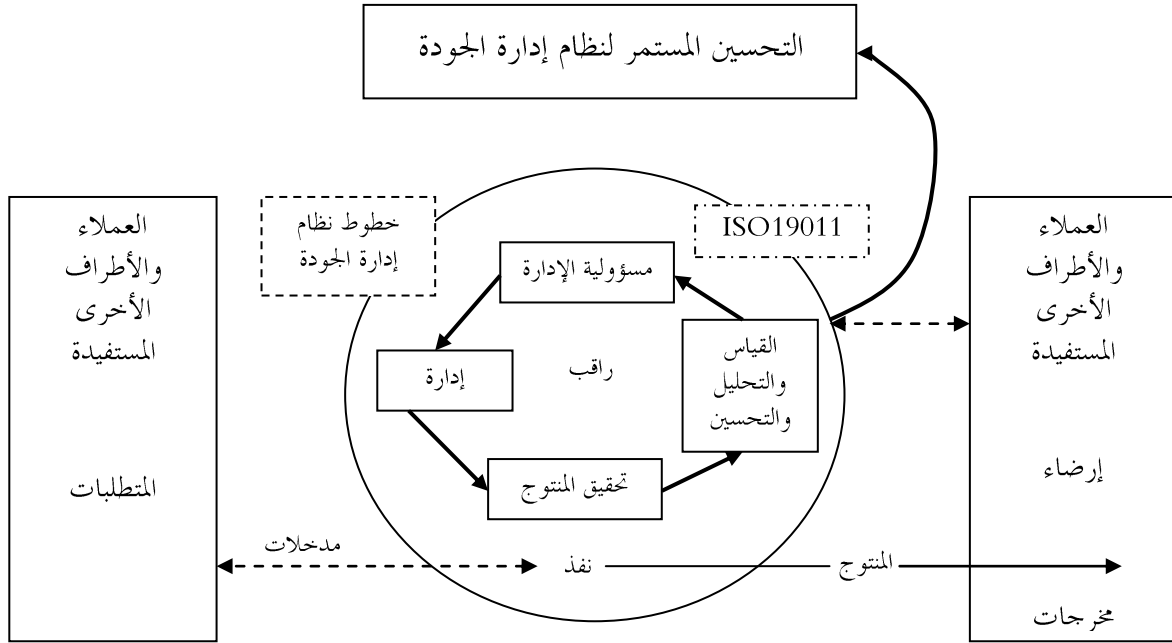 التحسين المستمر لنظام إدارة الجودة
العملاء
والأطراف
الأخرى
المستفيدة
إرضاء
مخرجات
ISO19011
خطوط نظام
إدارة الجودة
مسؤولية الإدارة
القياس
والتحليل
والتحسين
راقب
إدارة
تحقيق المنتوج
المنتوج
نفذ
مدخلات
العملاء
والأطراف
الأخرى
المستفيدة
المتطلبات